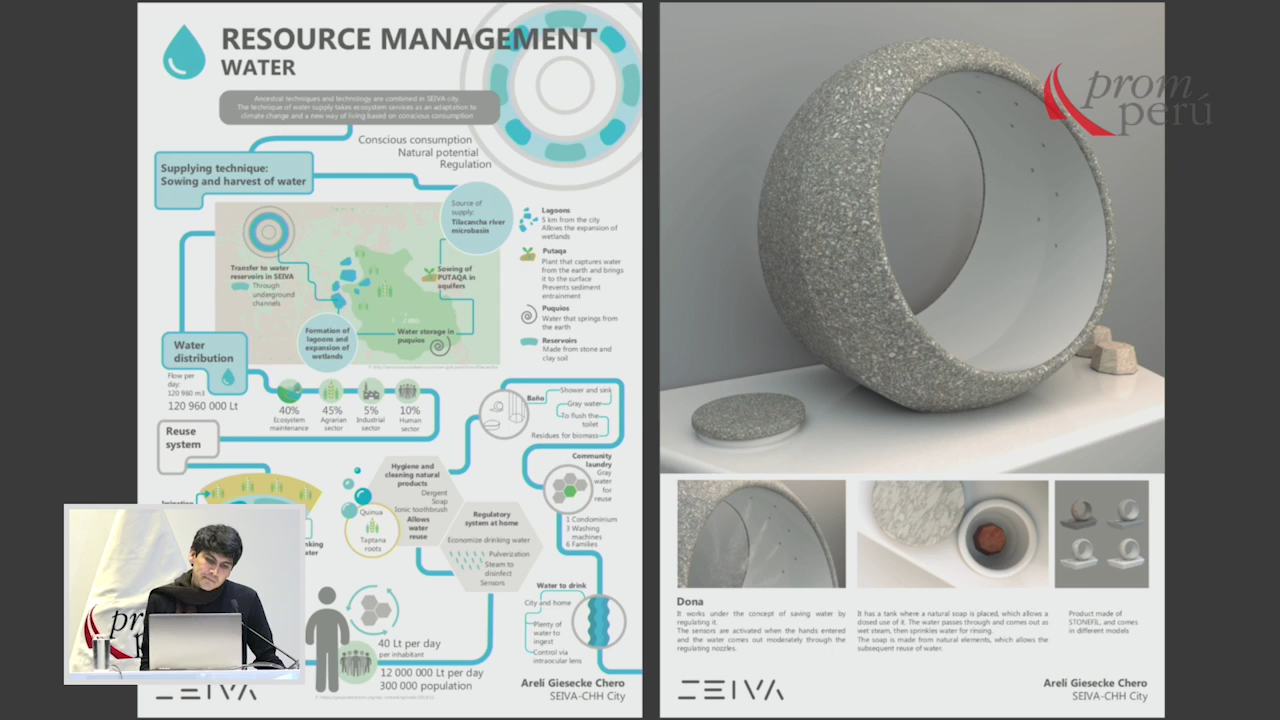 RESOURCE MANAGEMENT
WATER
Ancestral techniques and technology are combined in SEIVA city.
The technique of water supply takes ecosystem services as an adaptation to
climate change and a new way of living based on conscious consumption
Conscious consumption
Natural potential
Regulation
Supplying technique:
Sowing and harvest of water
Source of
supply:
Tilacancha river
microbasin
Transfer to water
reservoirs in SEIVA
Through
underground
channels
Sowing of
PUTAQA in
aquifers
Formation of
lagoons and
expansion of
wetlands
Water storage in
puquios
Lagoons
5 km from the city
Allows the expansion of
wetlands
Putaqa
Plant that captures water
from the earth and brings
it to the surface
Prevents sediment
entrainment
Puquios
Water that springs from
the earth
Reservoirs
Made from stone and
clay soil
Water
distribution
Flow per
day:
120 960 m3
120 960 000 Lt
40%
Ecosystem
maintenance
45%
Agrarian
sector
5%
Industrial
sector
10%
Human
sector
Reuse
system
Baño
Shower and sink
Gray water
To flush the
toilet
Residues for biomass
Community
laundry
Gray
water
for
reuse
1 Condominium
3 Washing
machines
6 Families
Hygiene and
cleaning natural
products
Dergent
Soap
Ionic toothbrush
Allows
water
reuse
Quinua
Taptana
roots
Regulatory
system at home
Economize drinking water
Pulverization
Steam to
disinfect
Sensors
Water to drink
City and home
Plenty of
water to
ingest
Control via
intraocular lens
40 Lt per day
per inhabitant
12 000 000 Lt per day
300 000 population
SEIVA
Areli Giesecke Chero
SEIVA-CHH City
prom
perú
Dona
It works under the concept of saving water by
regulating it.
The sensors are activated when the hands entered
and the water comes out moderately through the
regulating nozzles.
It has a tank where a natural soap is placed, which allows a
dosed use of it. The water passes through and comes out as
wet steam, then sprinkles water for rinsing.
The soap is made from natural elements, which allows the
subsequent reuse of water.
Product made of
STONEFIL, and comes
in different models
SEIVA
Areli Giesecke Chero
SEIVA-CHH City